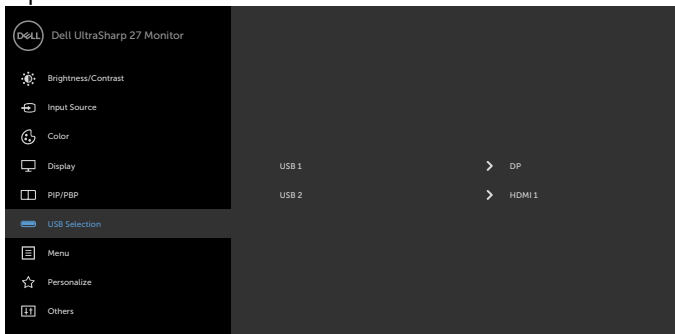 DELL
Dell UltraSharp 27 Monitor
Brightness/Contrast
Input Source
Color
Display
USB 1 DP
PIP/PBP
USB 2 HDMI 1
USB Selection
Menu
Personalize
Others